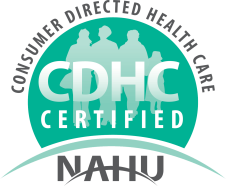 CONSUMER DIRECTED HEALTH CARE
CDHC
CERTIFIED
NAHU